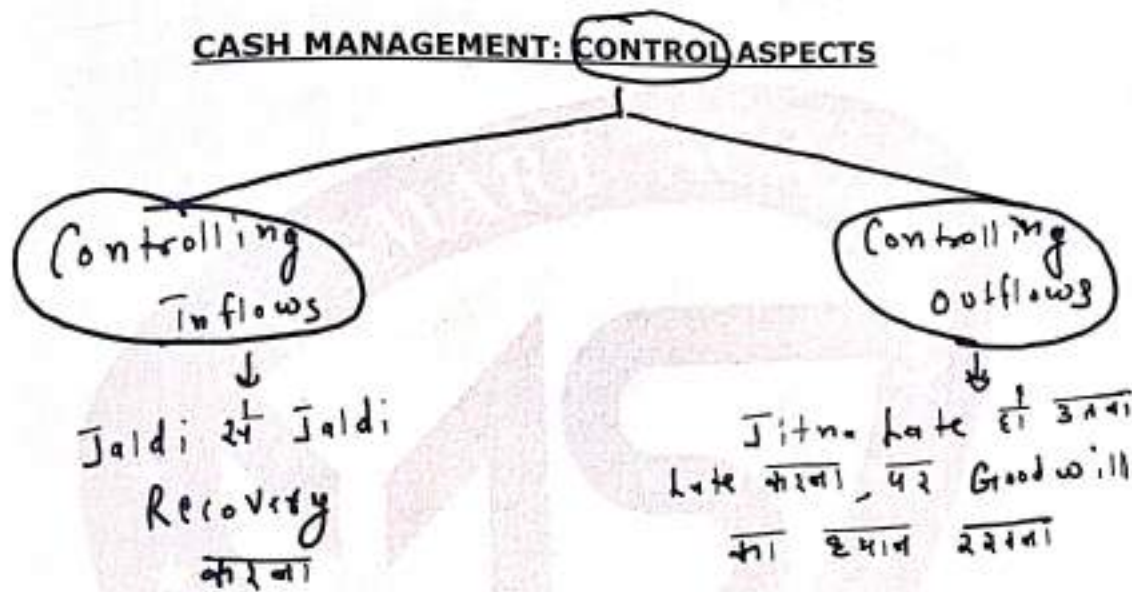 CASH MANAGEMENT: CONTROL ASPECTS
Controlling
Inflows
Jaldi से Jaldi
Recovery
करना
Controlling
outflows
Jitna Late हो उतना
Late करना, पर Goodwill
का ध्यान रखना